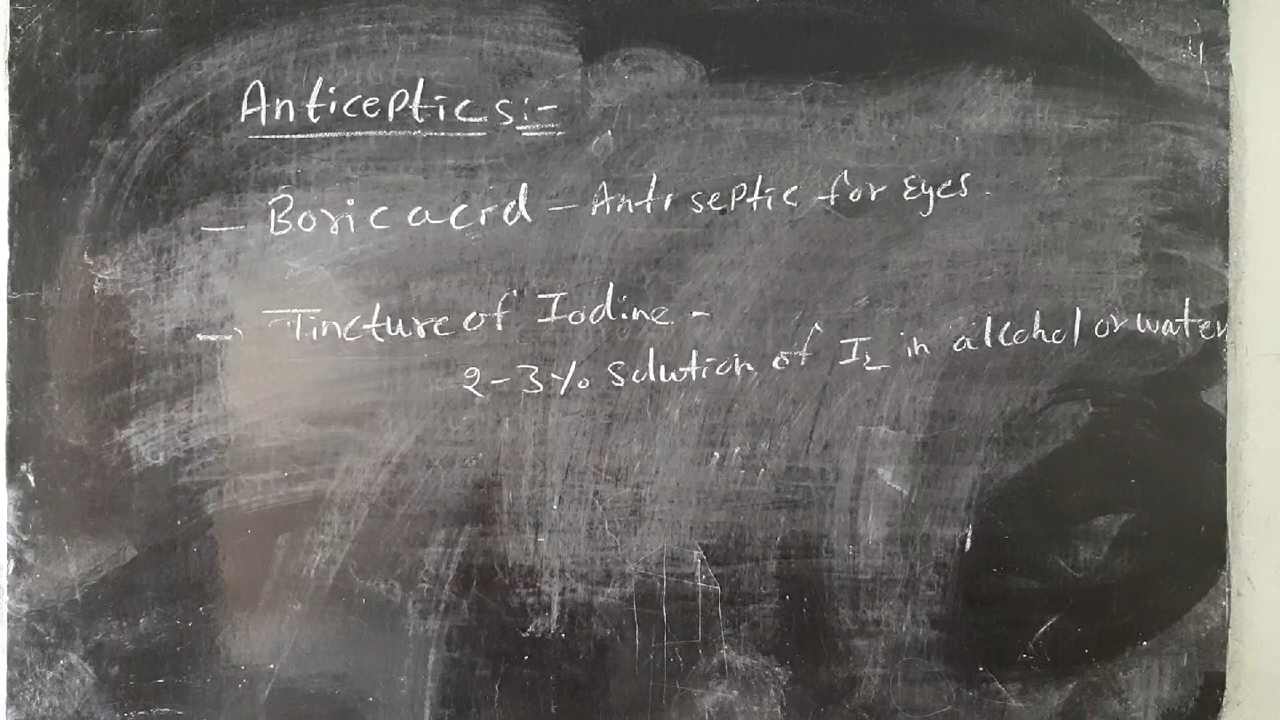 Anticeptics:-
— Boric acid - Antiseptic for Eyes.
→ Tincture of Iodine -
2-3% solution of I₂ in alcohol or water